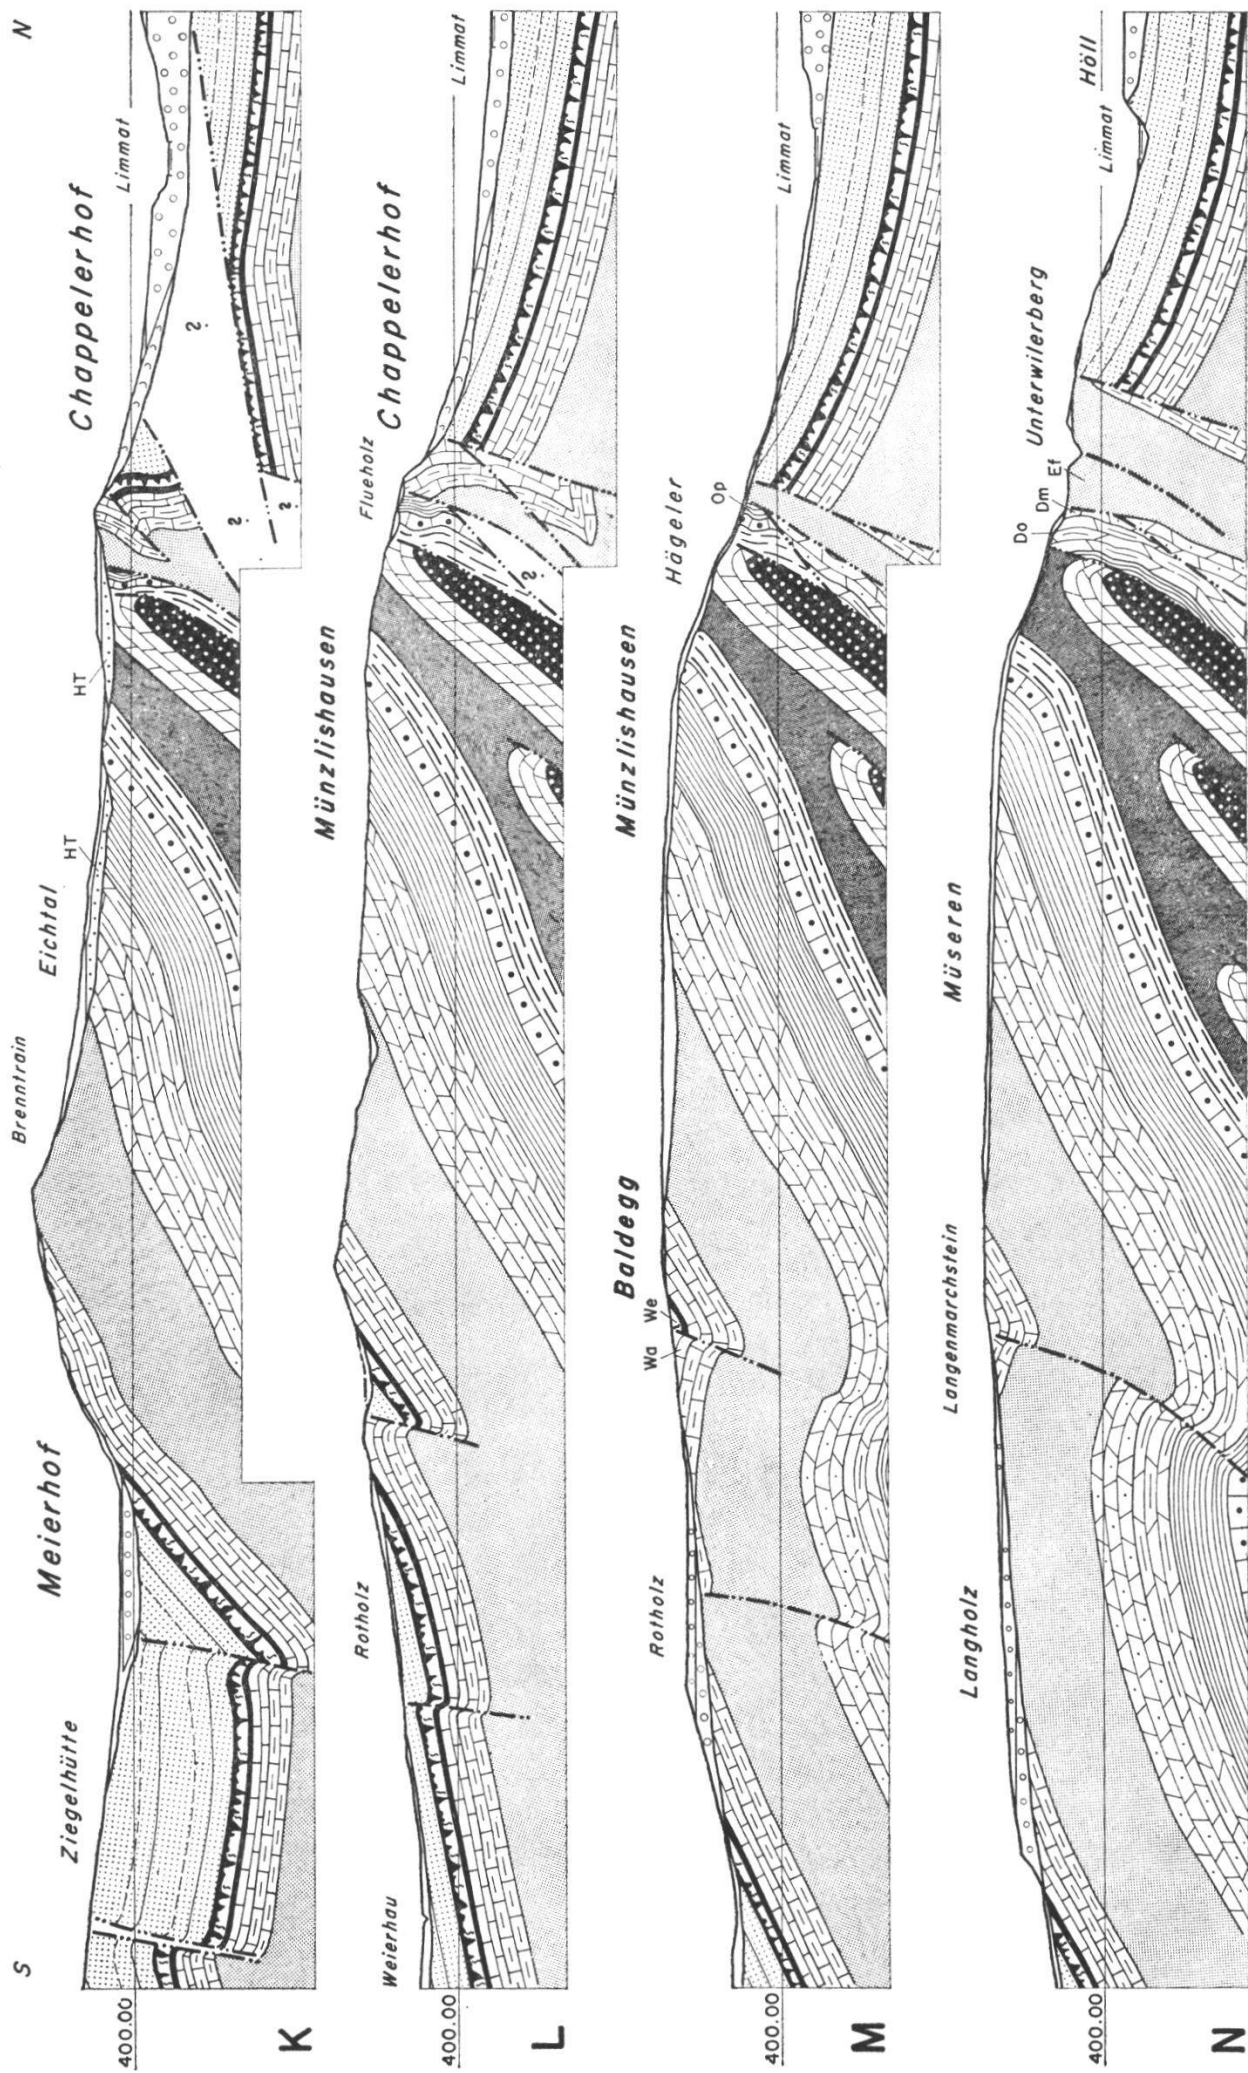 S
N
K
400.00
Ziegelhütte
Meierhof
Brenntrain
Eichtal
HT
HT
Chappelerhof
Limmat
?
?
?
L
400.00
Weierhau
Rotholz
Münzlishausen
Flueholz
Chappelerhof
Limmat
?
M
400.00
Rotholz
Baldegg
Wa
We
Münzlishausen
Hägeler
Op
Limmat
N
400.00
Langholz
Langenmarchstein
Müseren
Do
Dm
Ef
Unterwilerberg
Limmat
Höll